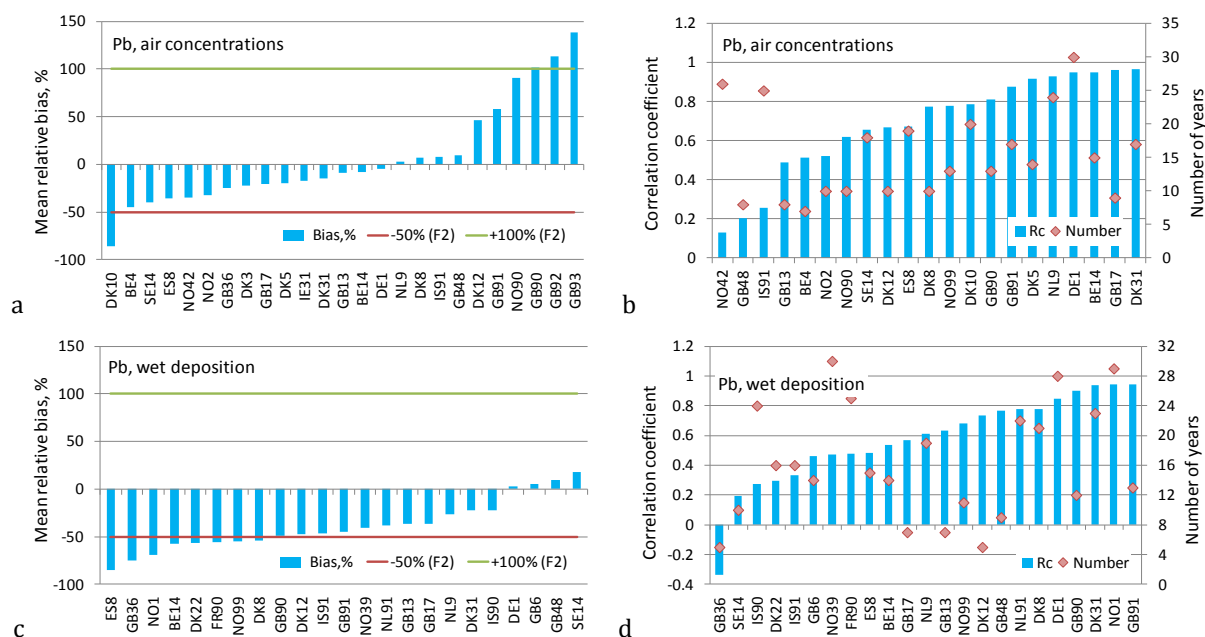 Mean relative bias, %
150
100
50
0
-50
-100
Pb, air concentrations
Bias,%
-50% (F2)
+100% (F2)
DK10
BE4
SE14
ES8
NO42
NO2
GB36
DK3
GB17
DK5
IE31
DK31
GB13
BE14
DE1
NL9
DK8
IS91
GB48
DK12
GB91
NO90
GB90
GB92
GB93
a
Correlation coefficient
1.2
1
0.8
0.6
0.4
0.2
0
Pb, air concentrations
Rc
Number
35
30
25
20
15
10
5
0
Number of years
NO42
GB48
IS91
GB13
BE4
NO2
NO90
SE14
DK12
ES8
DK8
NO99
DK10
GB90
GB91
DK5
NL9
DE1
BE14
GB17
DK31
b
Mean relative bias, %
150
100
50
0
-50
-100
Pb, wet deposition
Bias,%
-50% (F2)
+100% (F2)
ES8
GB36
NO1
BE14
DK22
FR90
NO99
DK8
GB90
DK12
IS91
GB91
NO39
NL91
GB13
GB17
NL9
DK31
IS90
DE1
GB6
GB48
SE14
c
Correlation coefficient
1.2
1
0.8
0.6
0.4
0.2
0
-0.2
-0.4
Pb, wet deposition
Rc
Number
32
28
24
20
16
12
8
4
0
Number of years
GB36
SE14
IS90
DK22
IS91
GB6
NO39
FR90
ES8
BE14
GB17
NL9
GB13
NO99
DK12
GB48
NL91
DK8
DE1
GB90
DK31
NO1
GB91
d